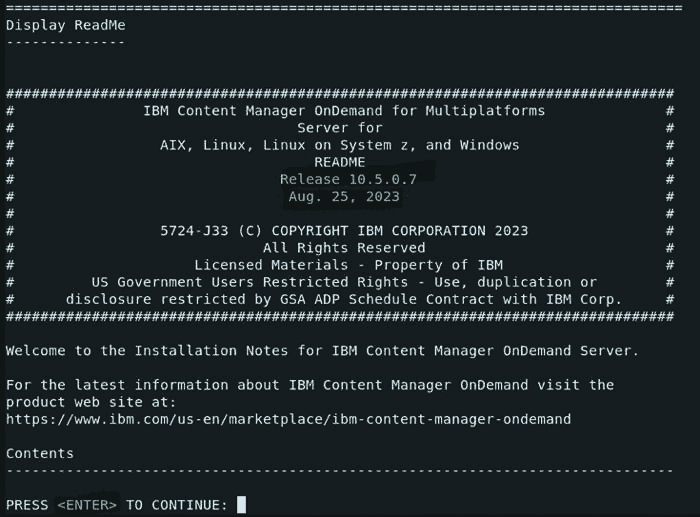 ================================================================================
Display ReadMe
--------------
###############################################################################
# IBM Content Manager OnDemand for Multiplatforms #
# Server for #
# AIX, Linux, Linux on System z, and Windows #
# README #
# Release 10.5.0.7 #
# Aug. 25, 2023 #
# #
# 5724-J33 (C) COPYRIGHT IBM CORPORATION 2023 #
# All Rights Reserved #
# Licensed Materials - Property of IBM #
# US Government Users Restricted Rights - Use, duplication or #
# disclosure restricted by GSA ADP Schedule Contract with IBM Corp. #
###############################################################################
Welcome to the Installation Notes for IBM Content Manager OnDemand Server.
For the latest information about IBM Content Manager OnDemand visit the
product web site at:
https://www.ibm.com/us-en/marketplace/ibm-content-manager-ondemand
Contents
-------------------------------------------------------------------------------
PRESS <ENTER> TO CONTINUE: